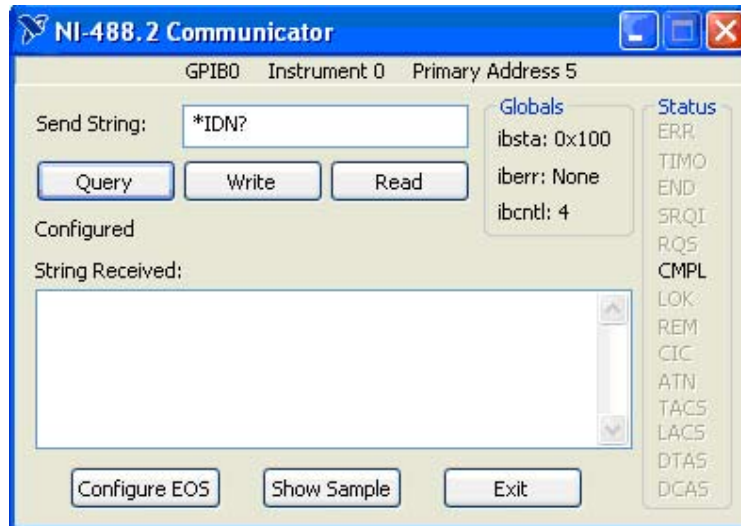 NI-488.2 Communicator
GPIB0 Instrument 0 Primary Address 5
Send String: *IDN?
Query Write Read
Configured
String Received:
Configure EOS Show Sample Exit
Globals
ibsta: 0x100
iberr: None
ibcntl: 4
Status
ERR
TIMO
END
SRQI
RQS
CMPL
LOK
REM
CIC
ATN
TACS
LACS
DTAS
DCAS